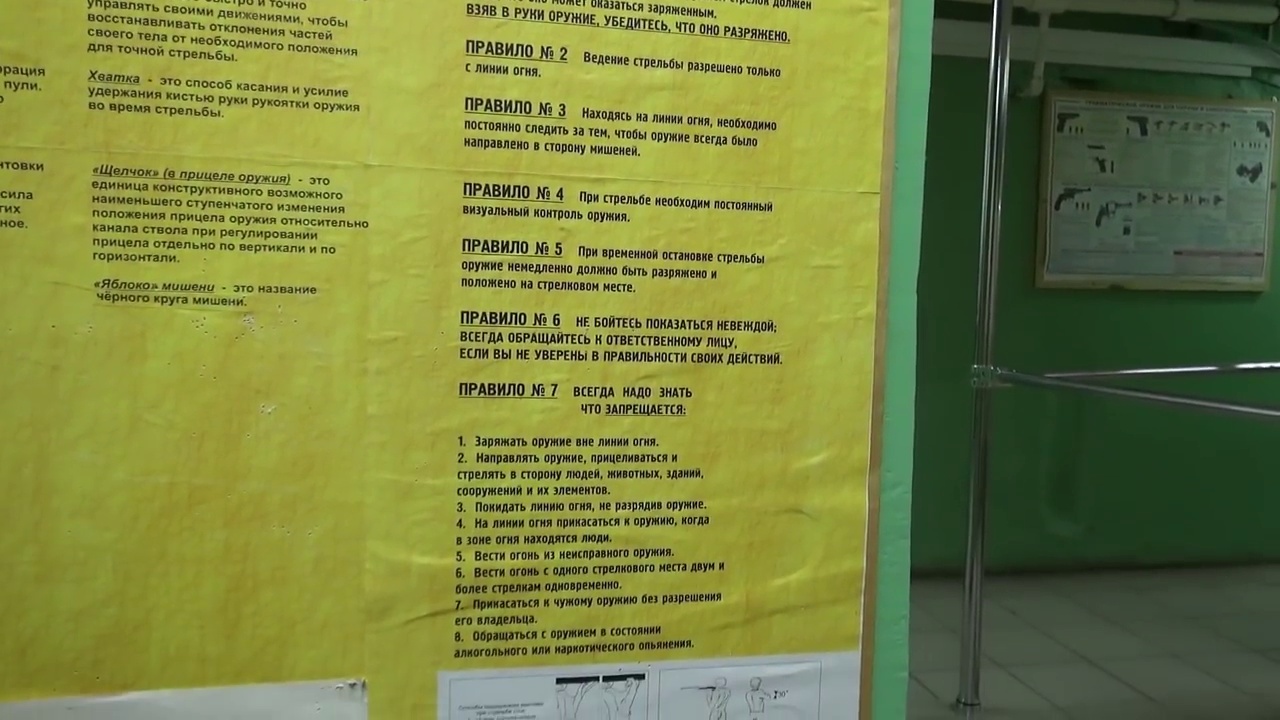 рация
пули.
нтовки
сила
гих
ное.
быстро и точно
управлять своими движениями, чтобы
восстанавливать отклонения частей
своего тела от необходимого положения
для точной стрельбы.
Хватка - это способ касания и усилие
удержания кистью руки рукоятки оружия
во время стрельбы.
«Щелчок» (в прицеле оружия) - это
единица конструктивного возможного
наименьшего ступенчатого изменения
положения прицела оружия относительно
канала ствола при регулировании
прицела отдельно по вертикали и по
горизонтали.
«Яблоко» мишени - это название
чёрного круга мишени.
стрелок должен
оно может оказаться заряженным.
ВЗЯВ В РУКИ ОРУЖИЕ, УБЕДИТЕСЬ, ЧТО ОНО РАЗРЯЖЕНО.
ПРАВИЛО № 2 Ведение стрельбы разрешено только
с линии огня.
ПРАВИЛО № 3 Находясь на линии огня, необходимо
постоянно следить за тем, чтобы оружие всегда было
направлено в сторону мишеней.
ПРАВИЛО № 4 При стрельбе необходим постоянный
визуальный контроль оружия.
ПРАВИЛО № 5 При временной остановке стрельбы
оружие немедленно должно быть разряжено и
положено на стрелковом месте.
ПРАВИЛО № 6 НЕ БОЙТЕСЬ ПОКАЗАТЬСЯ НЕВЕЖДОЙ;
ВСЕГДА ОБРАЩАЙТЕСЬ К ОТВЕТСТВЕННОМУ ЛИЦУ,
ЕСЛИ ВЫ НЕ УВЕРЕНЫ В ПРАВИЛЬНОСТИ СВОИХ ДЕЙСТВИЙ.
ПРАВИЛО № 7 ВСЕГДА НАДО ЗНАТЬ
ЧТО ЗАПРЕЩАЕТСЯ:
1. Заряжать оружие вне линии огня.
2. Направлять оружие, прицеливаться и
стрелять в сторону людей, животных, зданий,
сооружений и их элементов.
3. Покидать линию огня, не разрядив оружие.
4. На линии огня прикасаться к оружию, когда
в зоне огня находятся люди.
5. Вести огонь из неисправного оружия.
6. Вести огонь с одного стрелкового места двум и
более стрелкам одновременно.
7. Прикасаться к чужому оружию без разрешения
его владельца.
8. Обращаться с оружием в состоянии
алкогольного или наркотического опьянения.